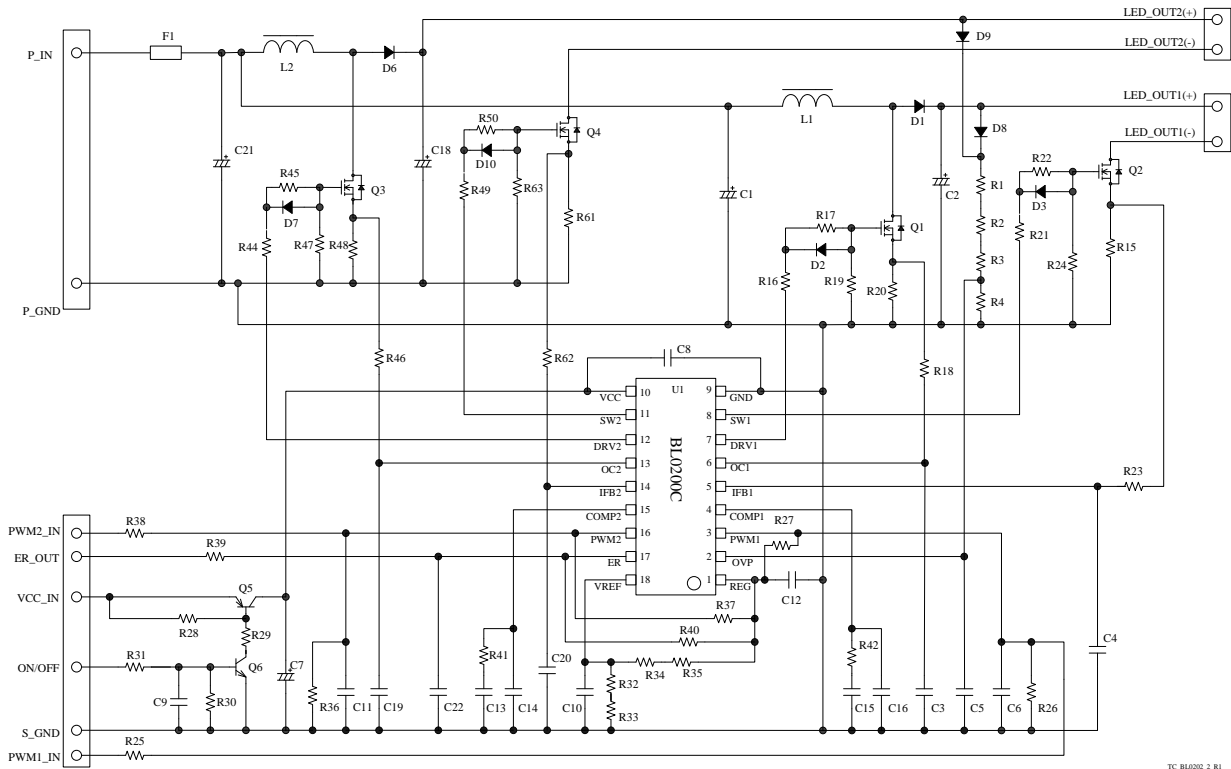 LED_OUT2(+)
F1
D9
P_IN
LED_OUT2(-)
L2
D6
LED_OUT1(+)
R50
Q4
L1
D1
LED_OUT1(-)
C21
C18
D10
D8
R22
Q2
R45
Q3
R49
R63
C1
C2
R1
D3
D7
R61
R17
Q1
R2
R21
R44
R47
R48
D2
R3
R24
R15
R16
R19
R20
R4
P_GND
R46
R62
C8
R18
U1
VCC
10
9
GND
SW2
11
8
SW1
BL0200C
DRV2
12
7
DRV1
OC2
13
6
OC1
R23
IFB2
14
5
IFB1
COMP2
15
4
COMP1
PWM2_IN
R38
R27
PWM2
16
3
PWM1
ER_OUT
R39
ER
17
2
OVP
VREF
18
1
REG
VCC_IN
Q5
C12
R28
R29
R37
R40
C4
ON/OFF
R31
Q6
C7
R41
C20
R34
R35
R42
R32
C9
R30
R36
C11
C19
C22
C13
C14
C10
R33
C15
C16
C3
C5
C6
R26
S_GND
R25
PWM1_IN
TC_BL0202_2_R1